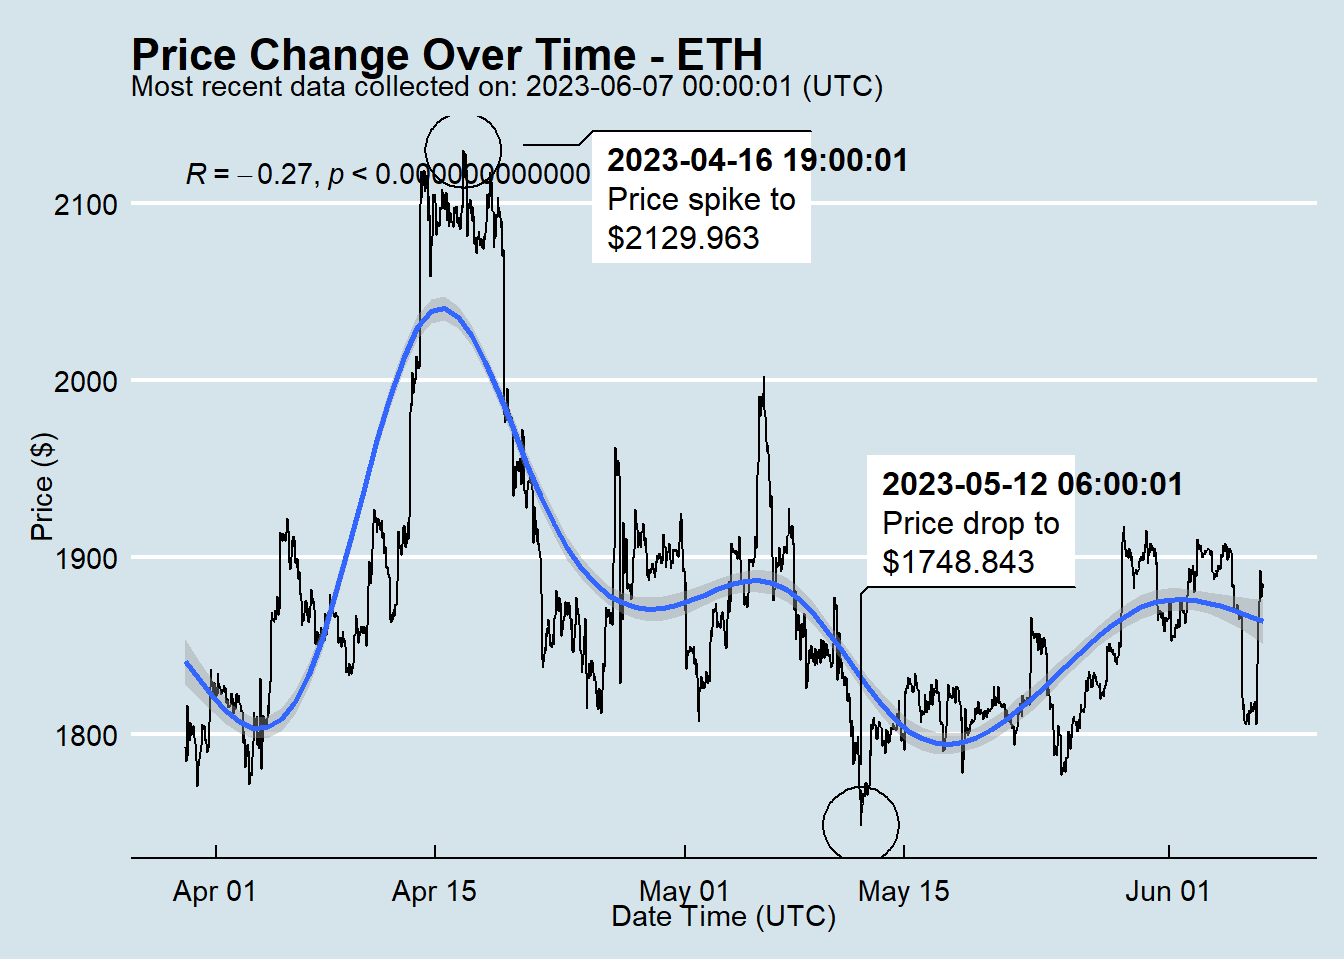 Price Change Over Time - ETH
Most recent data collected on: 2023-06-07 00:00:01 (UTC)
R = −0.27, p < 0.000000000000
2023-04-16 19:00:01
Price spike to
$2129.963
2100
2000
1900
1800
Price ($)
2023-05-12 06:00:01
Price drop to
$1748.843
Apr 01
Apr 15
May 01
May 15
Jun 01
Date Time (UTC)